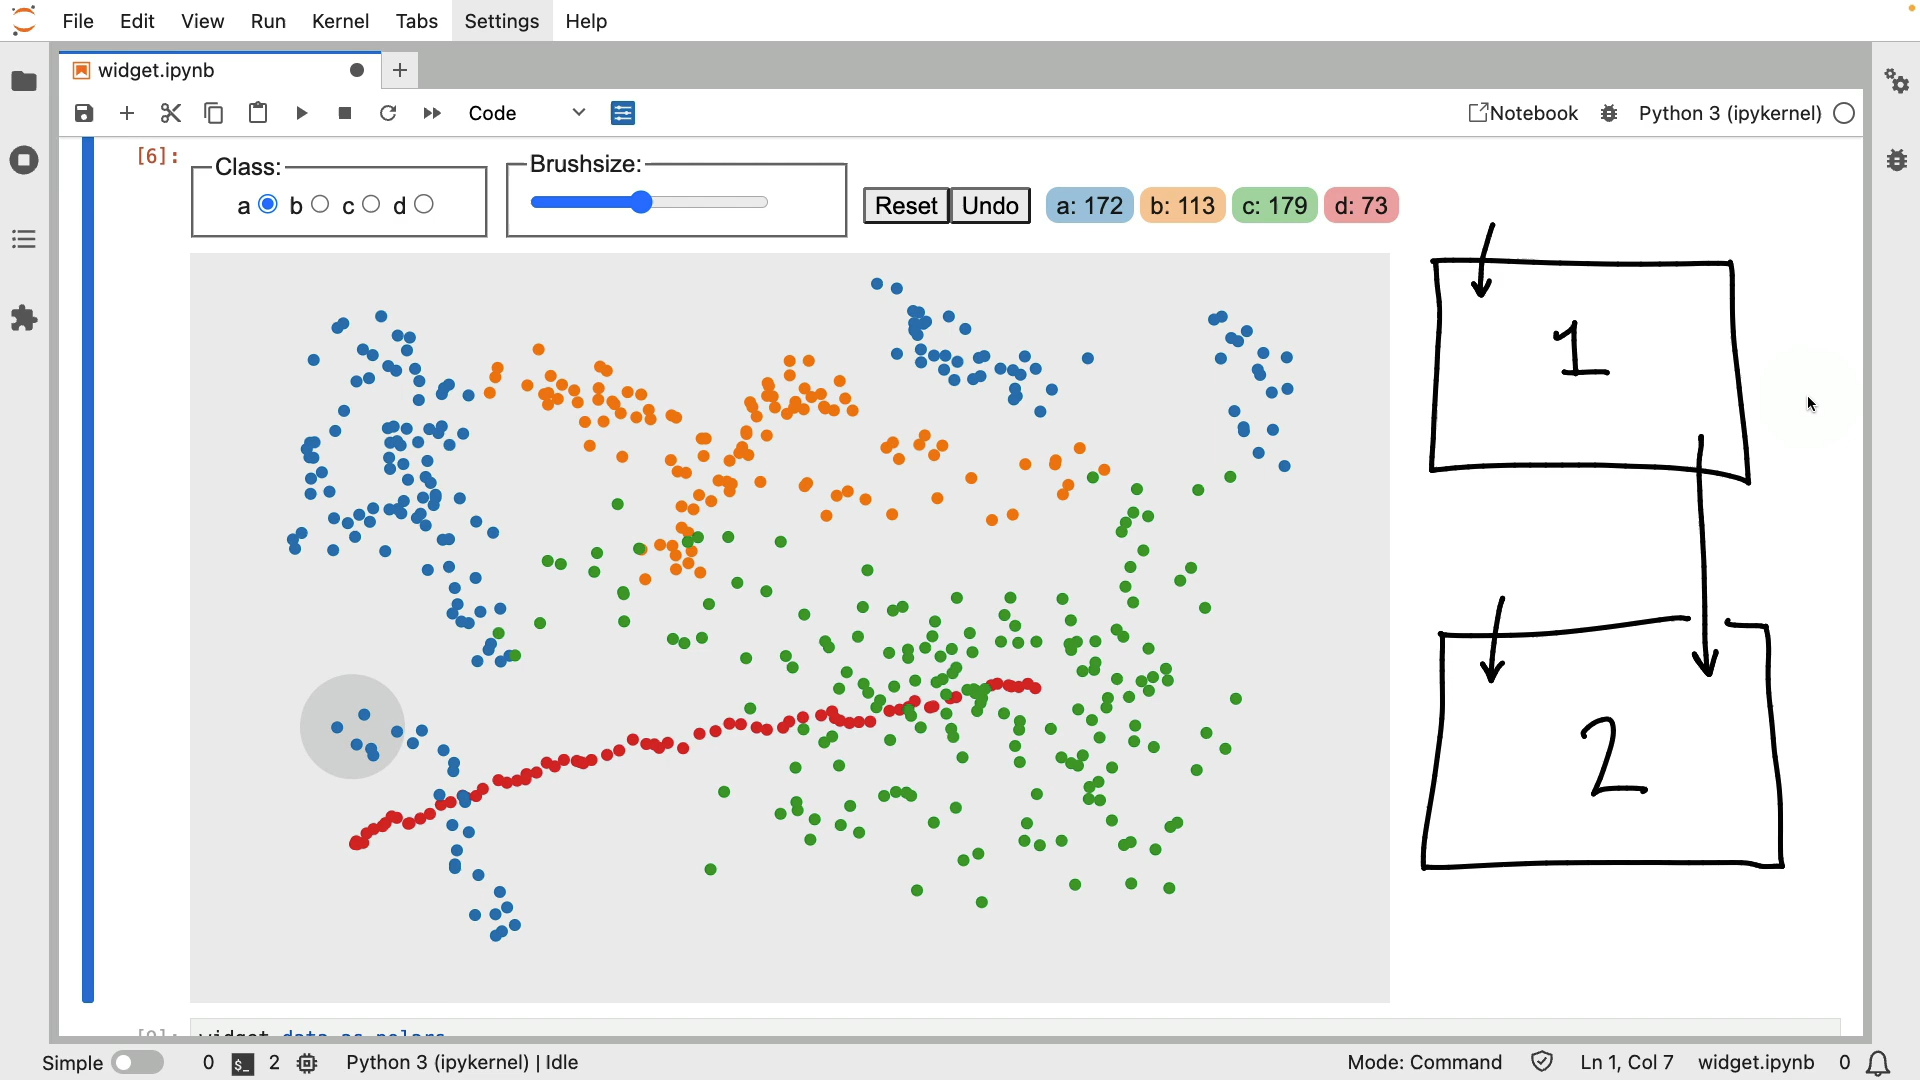 File Edit View Run Kernel Tabs Settings Help
widget.ipynb
Code Notebook Python 3 (ipykernel)
[6]:
Class: Brushsize:
a b c d Reset Undo a: 172 b: 113 c: 179 d: 73
1
2
Simple 0 $_ 2 Python 3 (ipykernel) | Idle Mode: Command Ln 1, Col 7 widget.ipynb 0